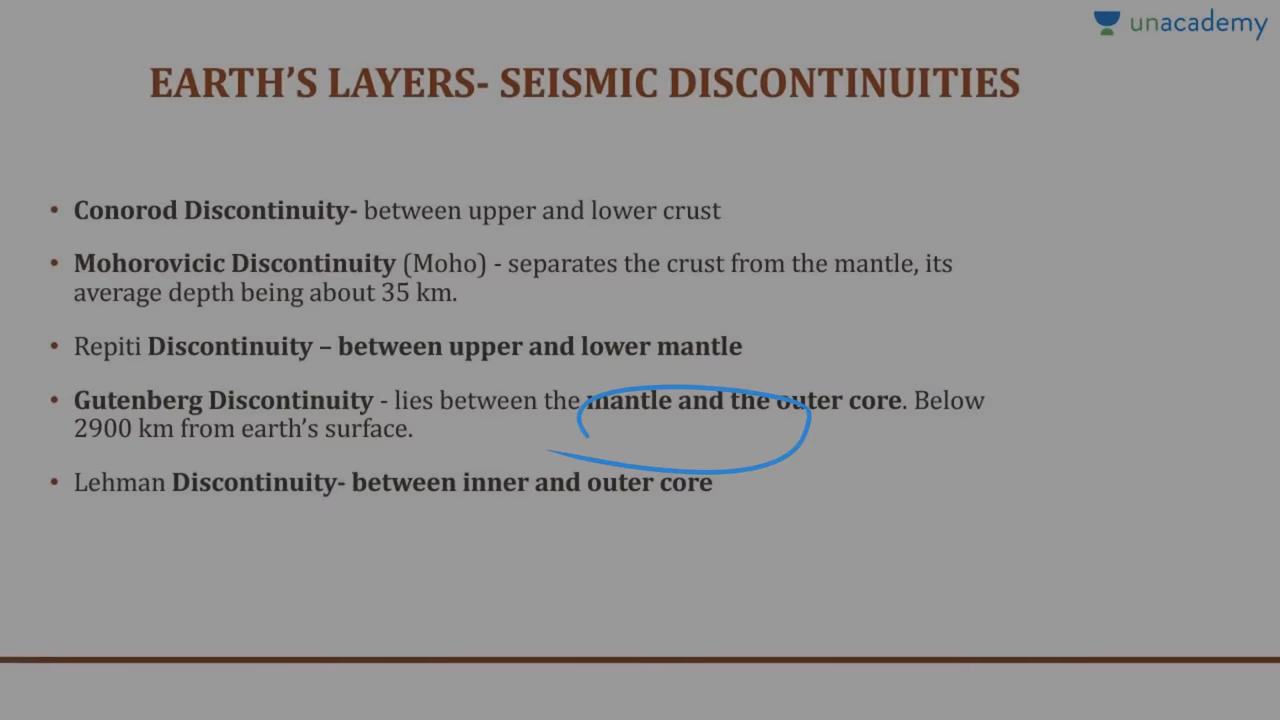 unacademy
EARTH'S LAYERS- SEISMIC DISCONTINUITIES
• Conorod Discontinuity- between upper and lower crust
• Mohorovicic Discontinuity (Moho) - separates the crust from the mantle, its
average depth being about 35 km.
• Repiti Discontinuity – between upper and lower mantle
• Gutenberg Discontinuity - lies between the mantle and the outer core. Below
2900 km from earth's surface.
• Lehman Discontinuity- between inner and outer core